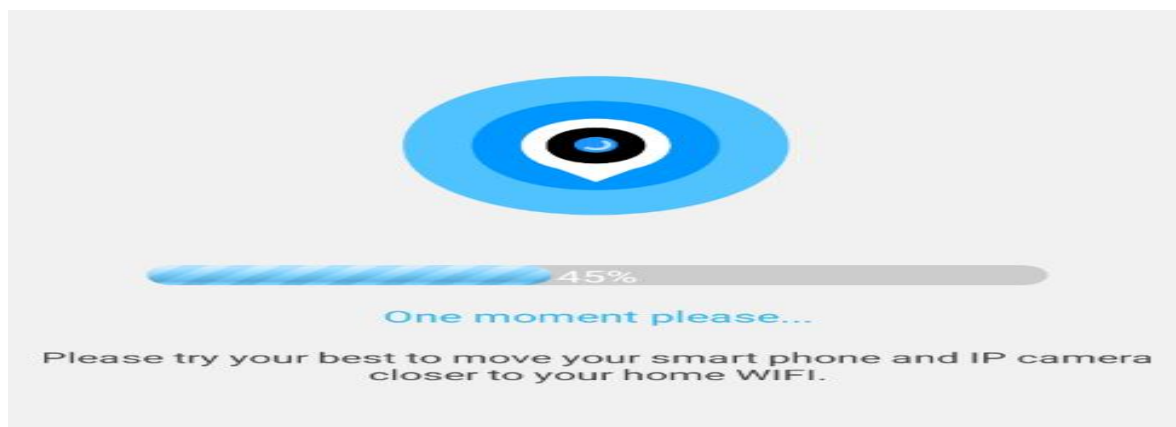 45%
One moment please...
Please try your best to move your smart phone and IP camera
closer to your home WIFI.